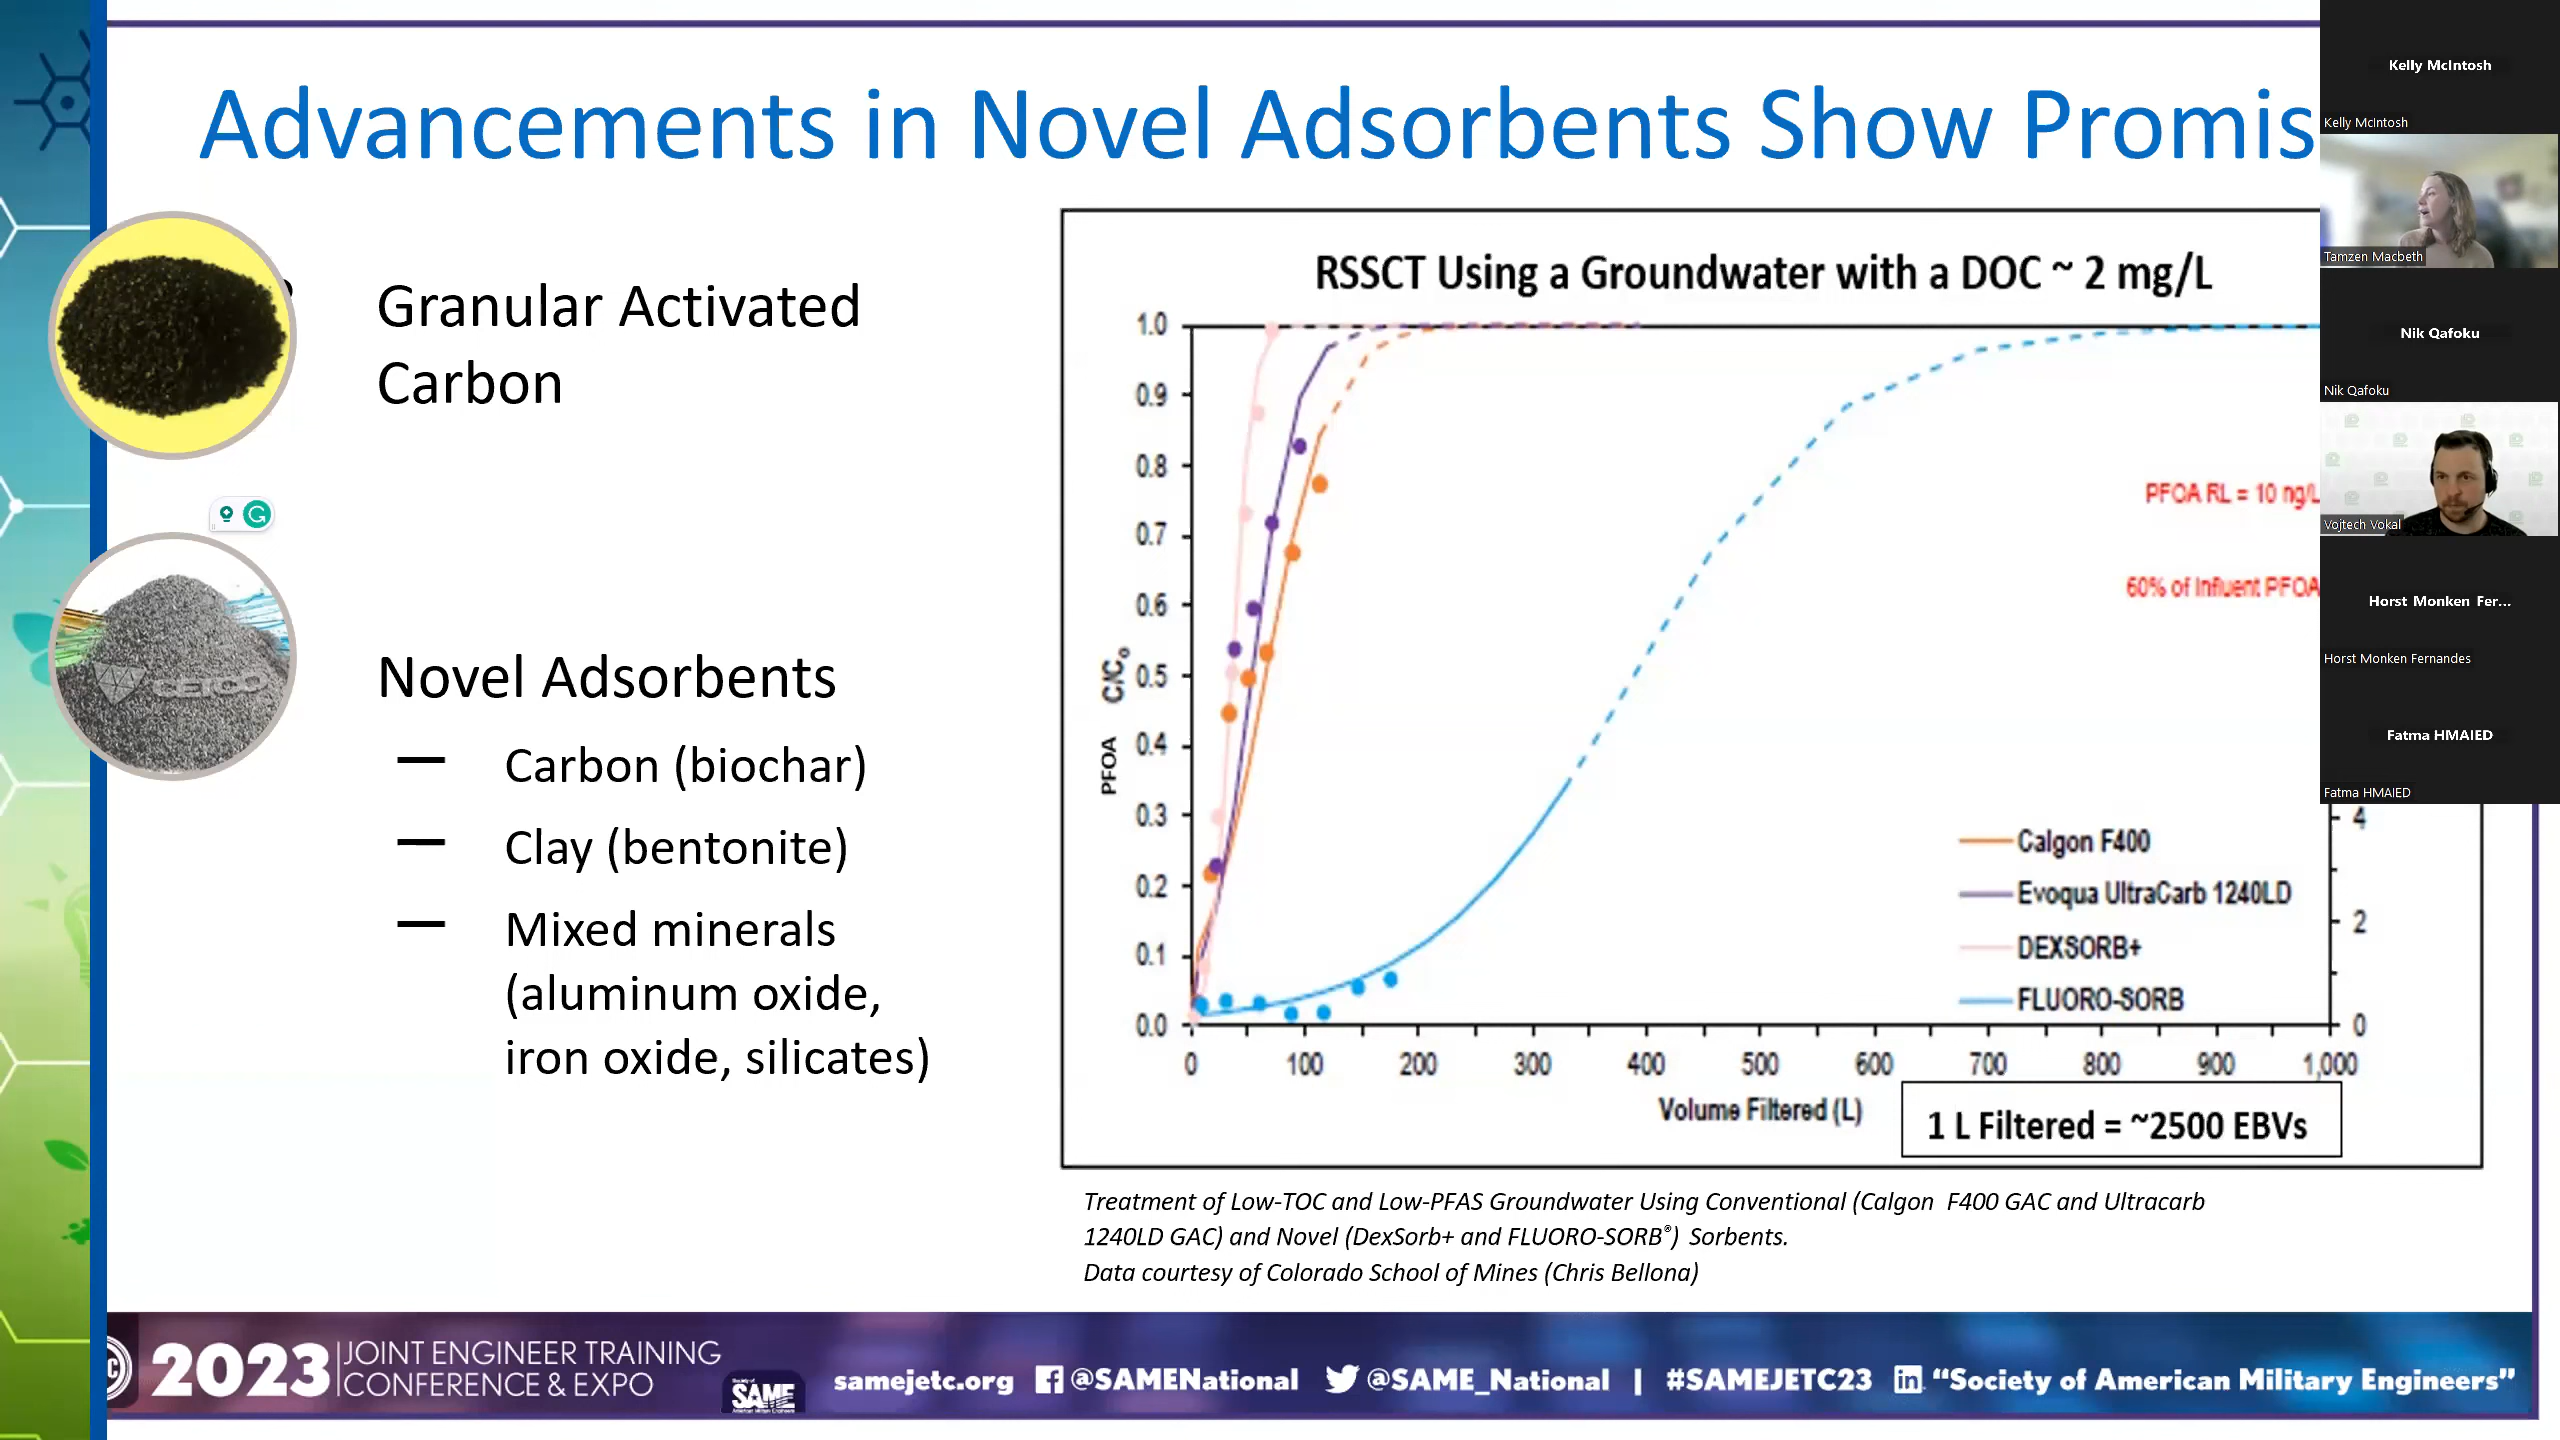 Advancements in Novel Adsorbents Show Promis
Granular Activated
Carbon
Novel Adsorbents
— Carbon (biochar)
— Clay (bentonite)
— Mixed minerals
(aluminum oxide,
iron oxide, silicates)
CETCO
RSSCT Using a Groundwater with a DOC ~ 2 mg/L
PFOA C/Co
1.0
0.9
0.8
0.7
0.6
0.5
0.4
0.3
0.2
0.1
0.0
PFOA RL = 10 ng/L
60% of Influent PFOA
Calgon F400
Evoqua UltraCarb 1240LD
DEXSORB+
FLUORO-SORB
4
2
0
0 100 200 300 400 500 600 700 800 900 1,000
Volume Filtered (L)
1 L Filtered = ~2500 EBVs
Treatment of Low-TOC and Low-PFAS Groundwater Using Conventional (Calgon F400 GAC and Ultracarb
1240LD GAC) and Novel (DexSorb+ and FLUORO-SORB®) Sorbents.
Data courtesy of Colorado School of Mines (Chris Bellona)
2023 JOINT ENGINEER TRAINING
CONFERENCE & EXPO
SAME
samejetc.org @SAMENational @SAME_National | #SAMEJETC23 in "Society of American Military Engineers"
Kelly McIntosh
Kelly McIntosh
Tamzen Macbeth
Nik Qafoku
Nik Qafoku
Vojtech Vokal
Horst Monken Fer...
Horst Monken Fernandes
Fatma HMAIED
Fatma HMAIED